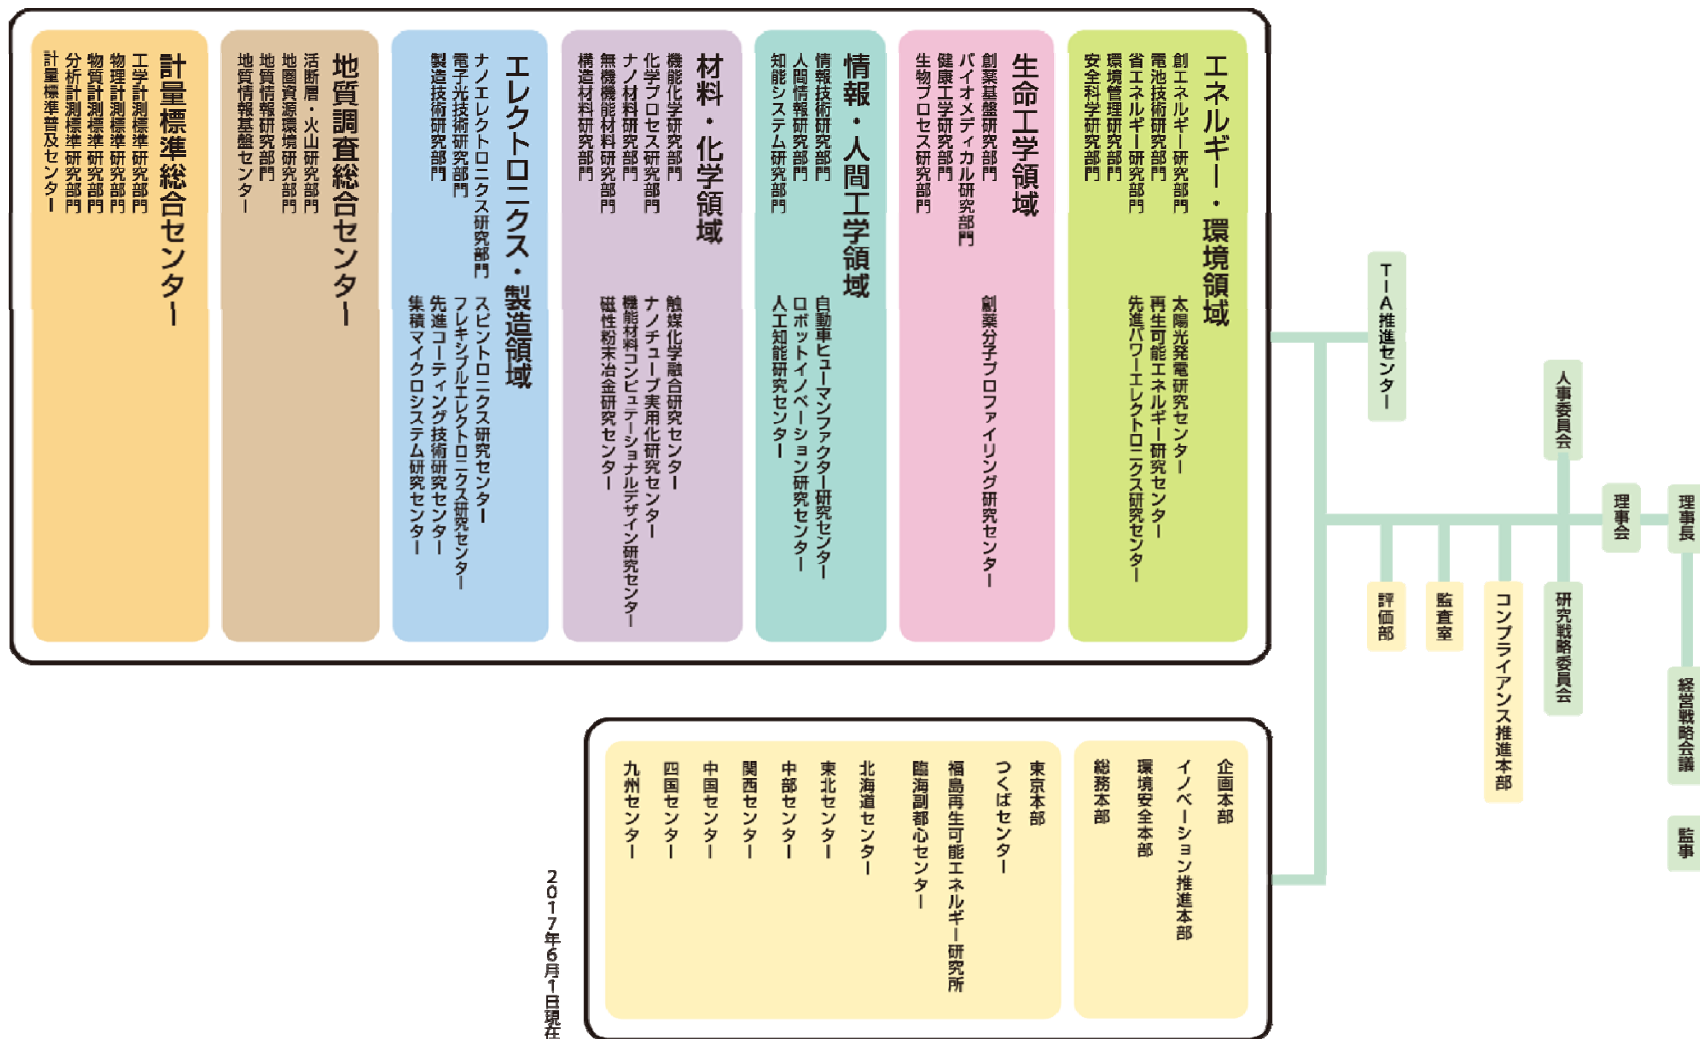 理事長
経営戦略会議
監事
理事会
人事委員会
研究戦略委員会
コンプライアンス推進本部
監査室
評価部
TIA推進センター
エネルギー・環境領域
創エネルギー研究部門
電池技術研究部門
省エネルギー研究部門
環境管理研究部門
安全科学研究部門
太陽光発電研究センター
再生可能エネルギー研究センター
先進パワーエレクトロニクス研究センター
生命工学領域
創薬基盤研究部門
バイオメディカル研究部門
健康工学研究部門
生物プロセス研究部門
創薬分子プロファイリング研究センター
情報・人間工学領域
情報技術研究部門
人間情報研究部門
知能システム研究部門
自動車ヒューマンファクター研究センター
ロボットイノベーション研究センター
人工知能研究センター
材料・化学領域
機能化学研究部門
化学プロセス研究部門
ナノ材料研究部門
無機機能材料研究部門
構造材料研究部門
触媒化学融合研究センター
ナノチューブ実用化研究センター
機能材料コンピュテーショナルデザイン研究センター
磁性粉末冶金研究センター
エレクトロニクス・製造領域
ナノエレクトロニクス研究部門
電子光技術研究部門
製造技術研究部門
スピントロニクス研究センター
フレキシブルエレクトロニクス研究センター
先進コーティング技術研究センター
集積マイクロシステム研究センター
地質調査総合センター
活断層・火山研究部門
地圏資源環境研究部門
地質情報研究部門
地質情報基盤センター
計量標準総合センター
工学計測標準研究部門
物理計測標準研究部門
物質計測標準研究部門
分析計測標準研究部門
計量標準普及センター
企画本部
イノベーション推進本部
環境安全本部
総務本部
東京本部
つくばセンター
福島再生可能エネルギー研究所
臨海副都心センター
北海道センター
東北センター
中部センター
関西センター
中国センター
四国センター
九州センター
2017年6月1日現在